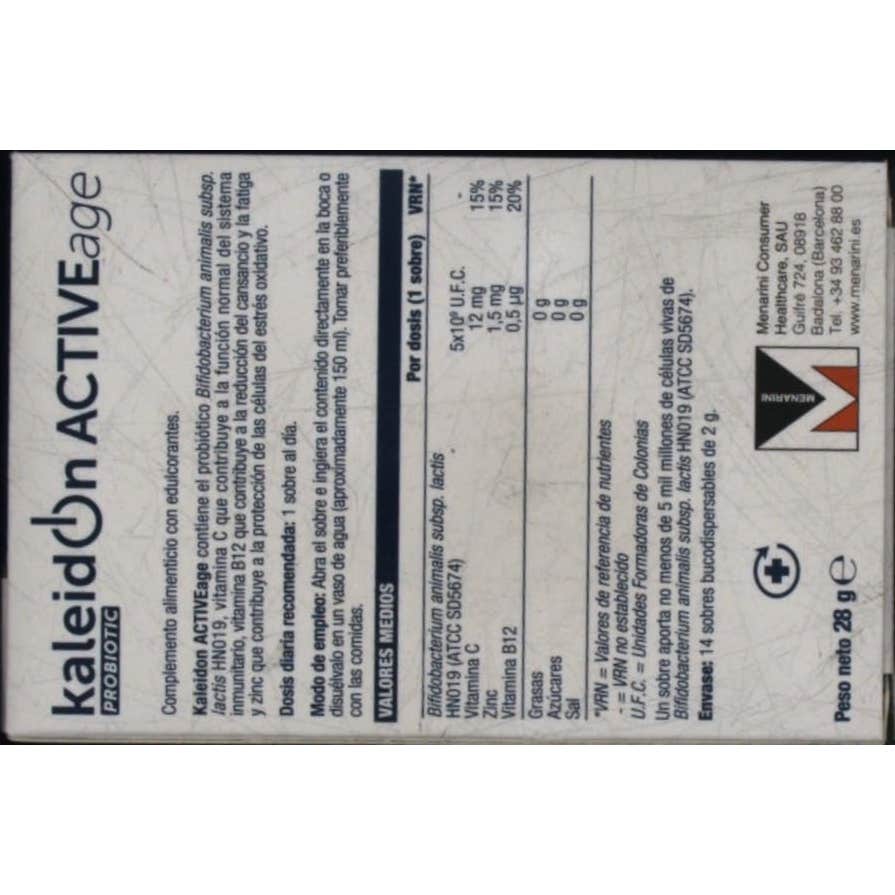 kaleidon ACTIVEage
PROBIOTIC
Complemento alimenticio con edulcorantes.
Kaleidon ACTIVEage contiene el probiótico Bifidobacterium animalis subsp.
lactis HN019, vitamina C que contribuye a la función normal del sistema
inmunitario, vitamina B12 que contribuye a la reducción del cansancio y la fatiga
y zinc que contribuye a la protección de las células del estrés oxidativo.
Dosis diaria recomendada: 1 sobre al día.
Modo de empleo: Abra el sobre e ingiera el contenido directamente en la boca o
disuélvalo en un vaso de agua (aproximadamente 150 ml). Tomar preferiblemente
con las comidas.
VALORES MEDIOS Por dosis (1 sobre) VRN*
Bifidobacterium animalis subsp. lactis
HN019 (ATCC SD5674) 5x10⁹ U.F.C. -
Vitamina C 12 mg 15%
Zinc 1,5 mg 15%
Vitamina B12 0,5 µg 20%
Grasas 0 g
Azúcares 0 g
Sal 0 g
*VRN = Valores de referencia de nutrientes
- = VRN no establecido
U.F.C. = Unidades Formadoras de Colonias
Un sobre aporta no menos de 5 mil millones de células vivas de
Bifidobacterium animalis subsp. lactis HN019 (ATCC SD5674).
Envase: 14 sobres bucodispersables de 2 g.
Peso neto 28 g ℮
MENARINI
Menarini Consumer
Healthcare, SAU
Guifré 724, 08918
Badalona (Barcelona)
Tel. +34 93 462 88 00
www.menarini.es